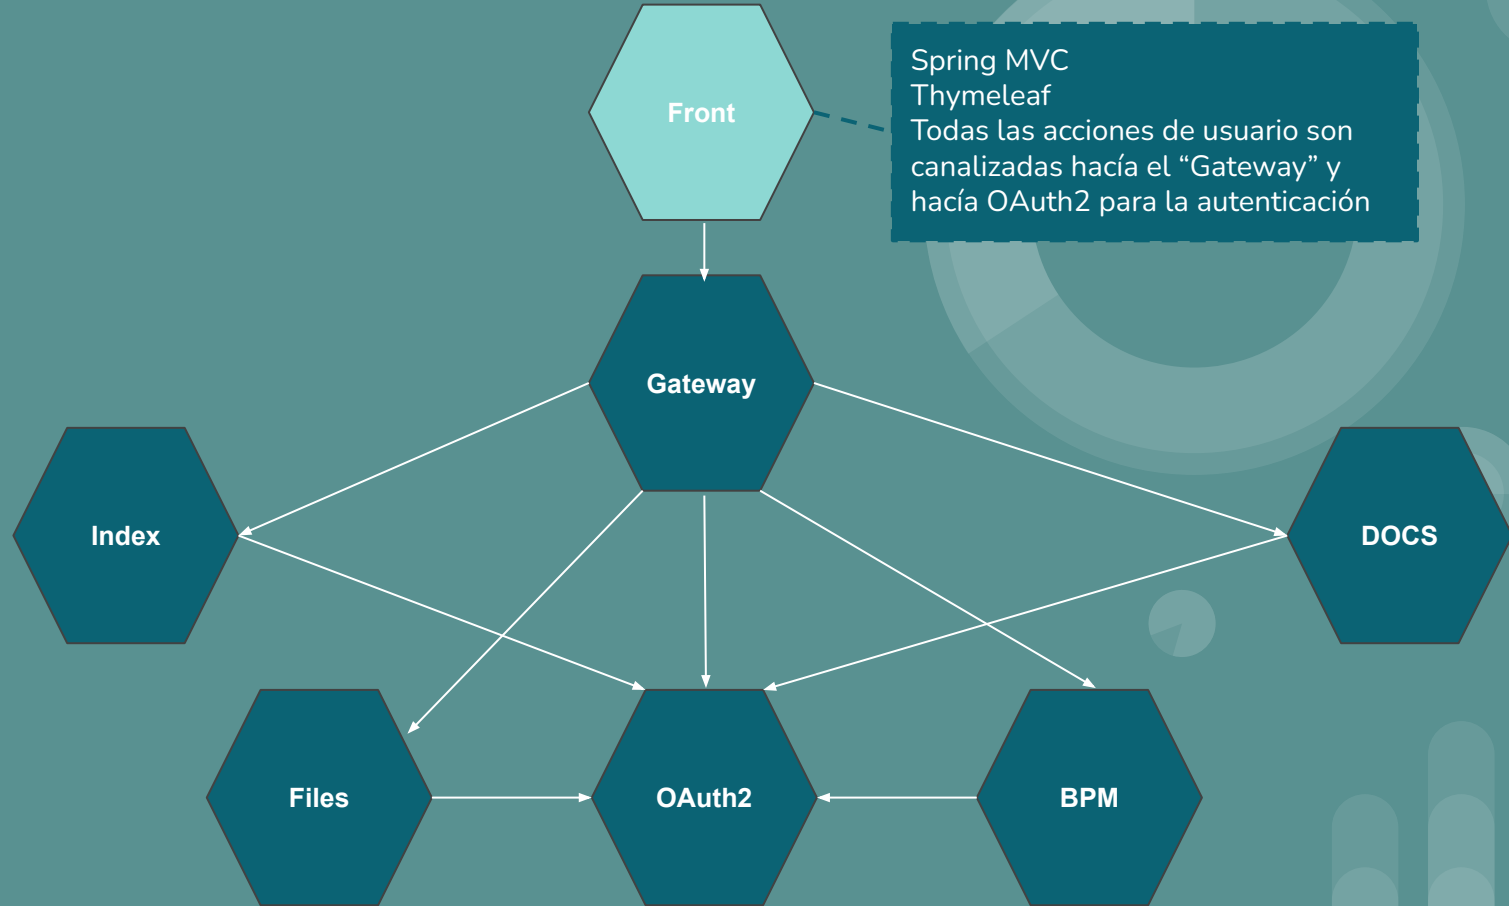 Front
Spring MVC
Thymeleaf
Todas las acciones de usuario son
canalizadas hacía el “Gateway” y
hacía OAuth2 para la autenticación
Gateway
Index
DOCS
Files
OAuth2
BPM